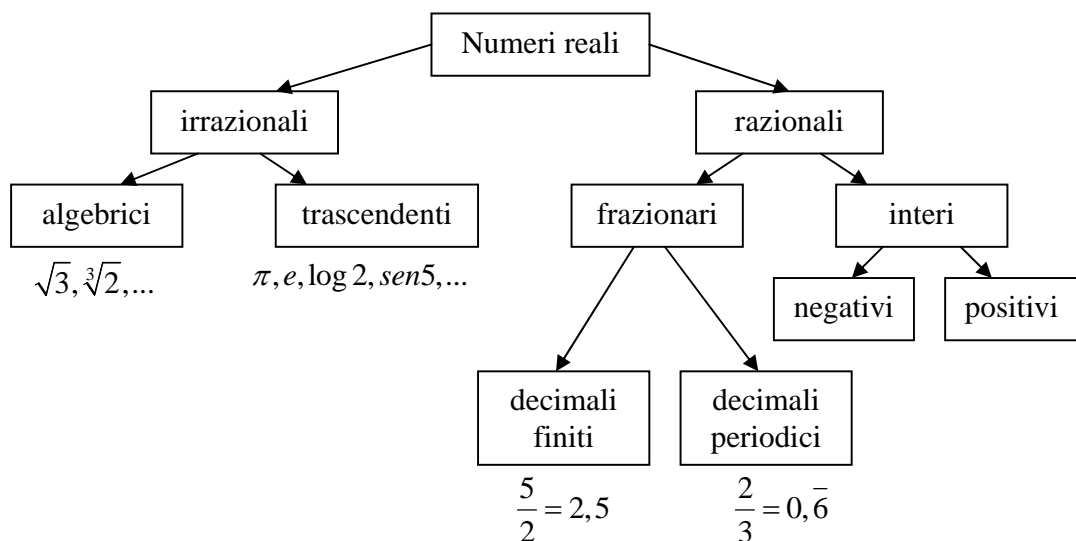 Numeri reali
irrazionali
razionali
algebrici
trascendenti
frazionari
interi
√3, ∛2,...
π, e, log 2, sen5,...
negativi
positivi
decimali
finiti
decimali
periodici
5/2 = 2,5
2/3 = 0,6̅